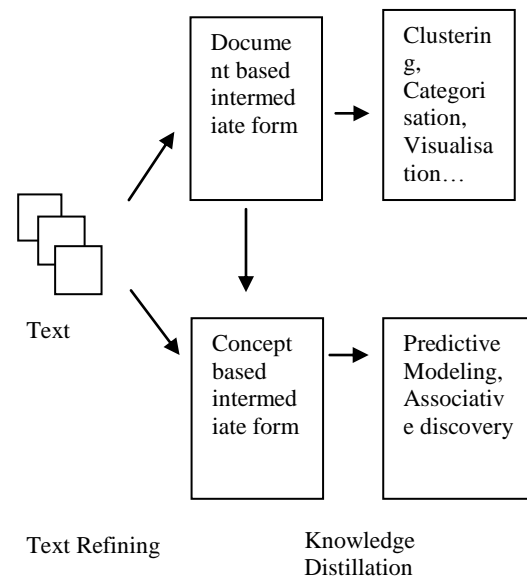 Docume
nt based
intermed
iate form
Clusterin
g,
Categori
sation,
Visualisa
tion…
Text
Concept
based
intermed
iate form
Predictive
Modeling,
Associativ
e discovery
Text Refining
Knowledge
Distillation